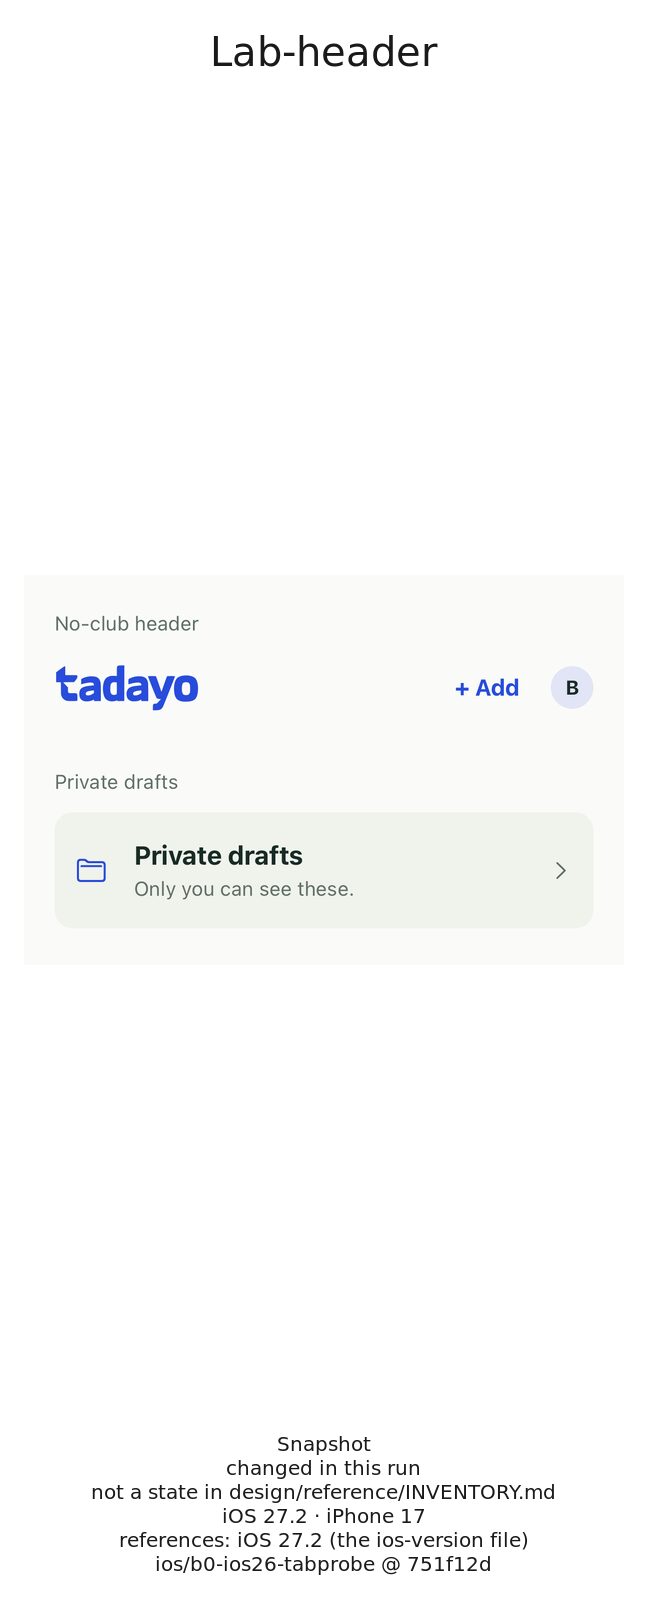 Lab-header
No-club header
tadayo
+ Add
B
Private drafts
Private drafts
Only you can see these.
Snapshot
changed in this run
not a state in design/reference/INVENTORY.md
iOS 27.2 · iPhone 17
references: iOS 27.2 (the ios-version file)
ios/b0-ios26-tabprobe @ 751f12d